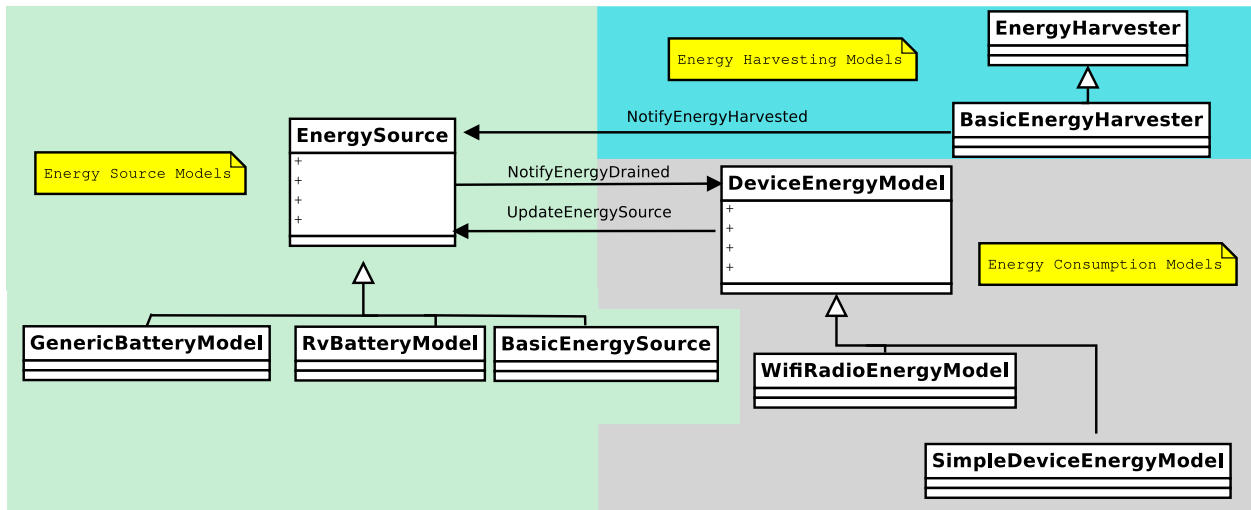 EnergyHarvester
Energy Harvesting Models
BasicEnergyHarvester
NotifyEnergyHarvested
EnergySource
+
+
+
+
Energy Source Models
NotifyEnergyDrained
DeviceEnergyModel
+
+
+
+
UpdateEnergySource
Energy Consumption Models
GenericBatteryModel
RvBatteryModel
BasicEnergySource
WifiRadioEnergyModel
SimpleDeviceEnergyModel